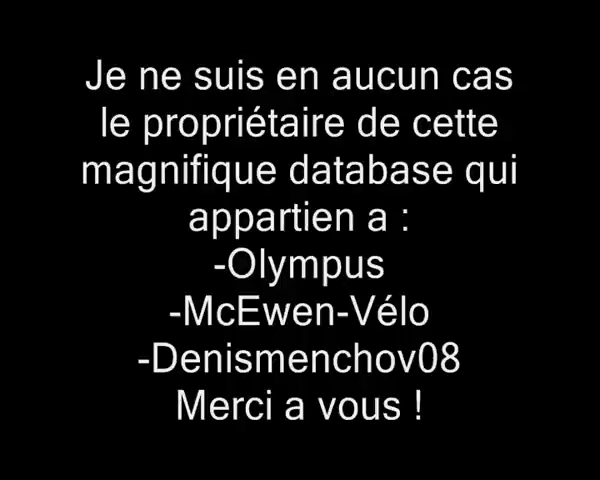 Je ne suis en aucun cas
le propriétaire de cette
magnifique database qui
appartien a :
-Olympus
-McEwen-Vélo
-Denismenchov08
Merci a vous !